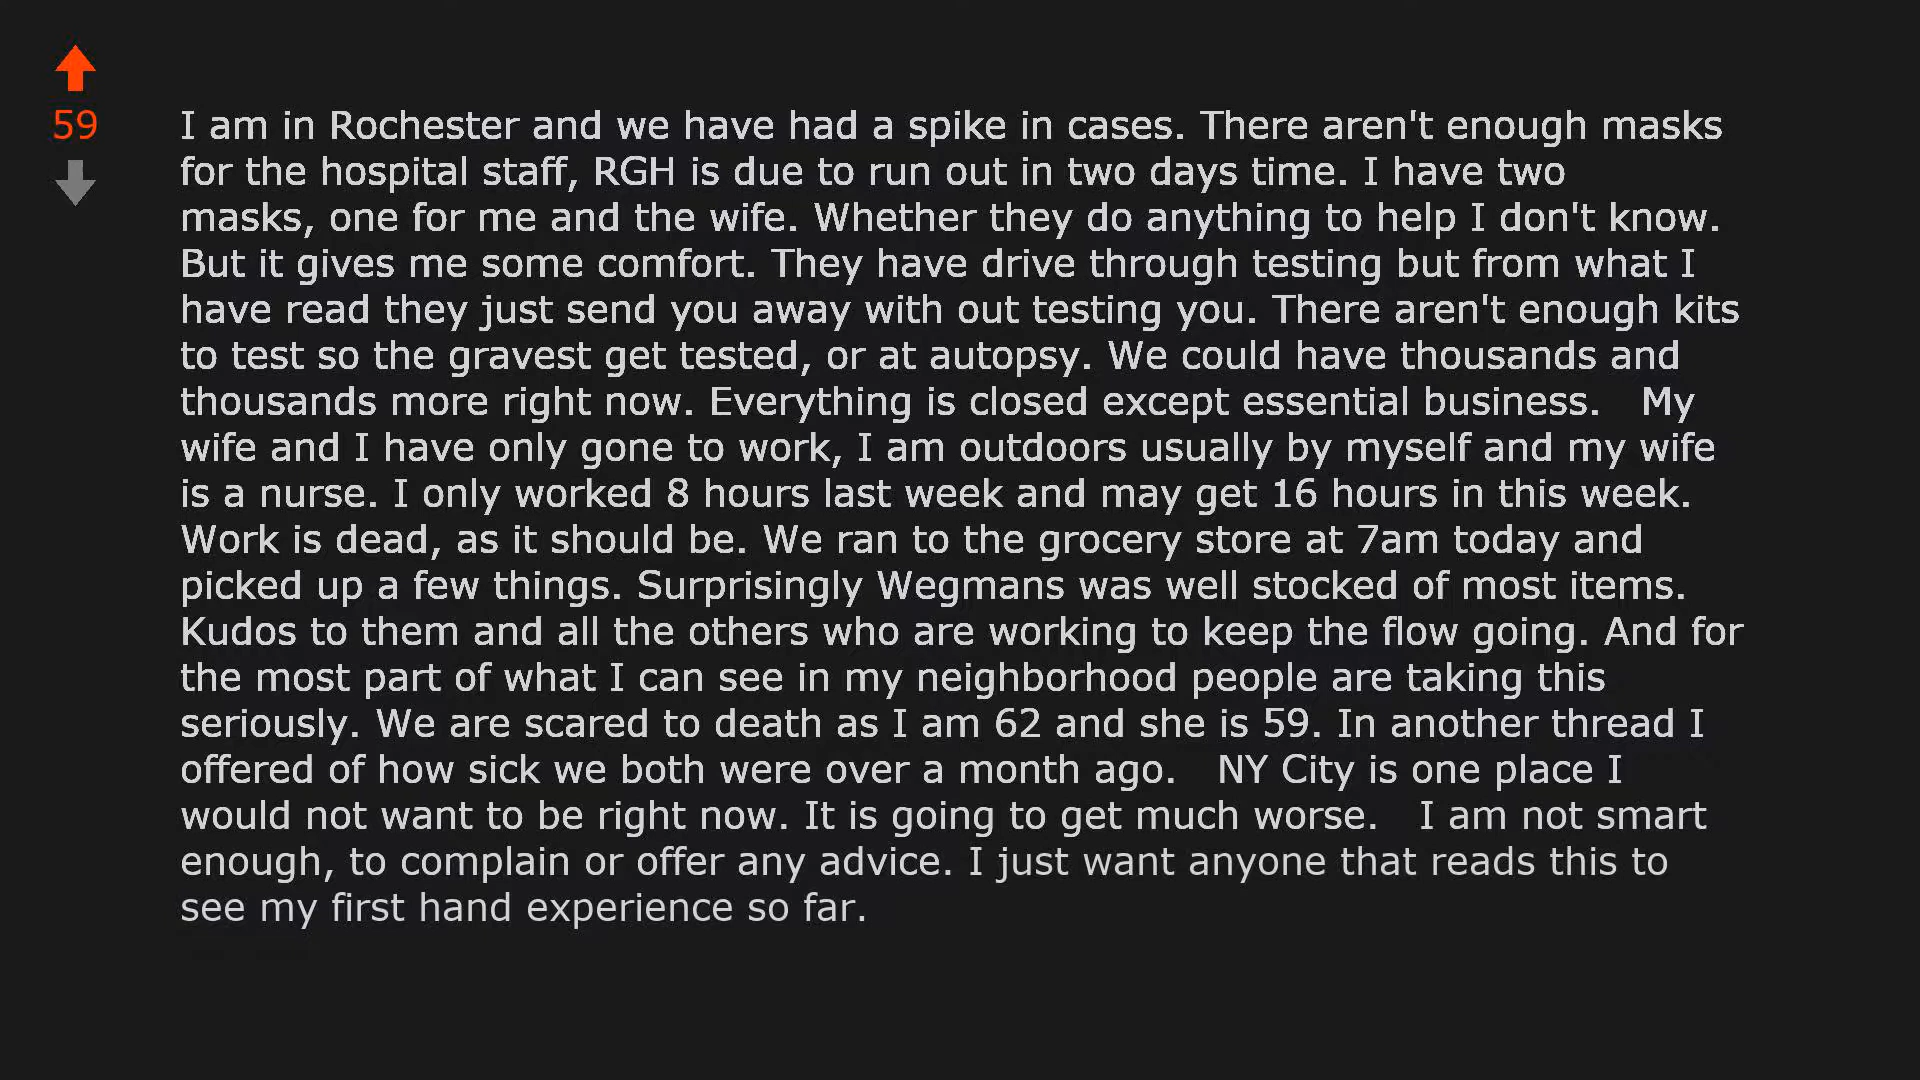 59
I am in Rochester and we have had a spike in cases. There aren't enough masks
for the hospital staff, RGH is due to run out in two days time. I have two
masks, one for me and the wife. Whether they do anything to help I don't know.
But it gives me some comfort. They have drive through testing but from what I
have read they just send you away with out testing you. There aren't enough kits
to test so the gravest get tested, or at autopsy. We could have thousands and
thousands more right now. Everything is closed except essential business.   My
wife and I have only gone to work, I am outdoors usually by myself and my wife
is a nurse. I only worked 8 hours last week and may get 16 hours in this week.
Work is dead, as it should be. We ran to the grocery store at 7am today and
picked up a few things. Surprisingly Wegmans was well stocked of most items.
Kudos to them and all the others who are working to keep the flow going. And for
the most part of what I can see in my neighborhood people are taking this
seriously. We are scared to death as I am 62 and she is 59. In another thread I
offered of how sick we both were over a month ago.   NY City is one place I
would not want to be right now. It is going to get much worse.   I am not smart
enough, to complain or offer any advice. I just want anyone that reads this to
see my first hand experience so far.